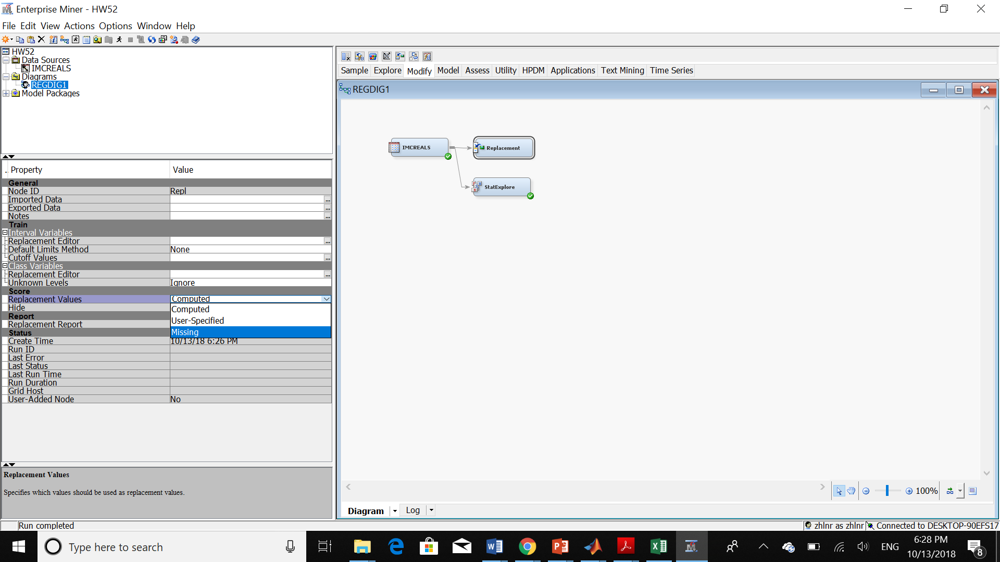 Enterprise Miner - HW52
File Edit View Actions Options Window Help
HW52
Data Sources
IMCREALS
Diagrams
REGDIG1
Model Packages
. Property Value
General
Node ID Repl
Imported Data ...
Exported Data ...
Notes ...
Train
Interval Variables
Replacement Editor ...
Default Limits Method None
Cutoff Values ...
Class Variables
Replacement Editor ...
Unknown Levels Ignore
Score
Replacement Values Computed
Hide Computed
Report User-Specified
Replacement Report
Status Missing
Create Time 10/13/18 6:26 PM
Run ID
Last Error
Last Status
Last Run Time
Run Duration
Grid Host
User-Added Node No
Replacement Values
Specifies which values should be used as replacement values.
Run completed
Sample Explore Modify Model Assess Utility HPDM Applications Text Mining Time Series
REGDIG1
IMCREALS
Replacement
StatExplore
100%
Diagram Log
zhlnr as zhlnr Connected to DESKTOP-90EFS17
Type here to search
ENG
6:28 PM
10/13/2018
8